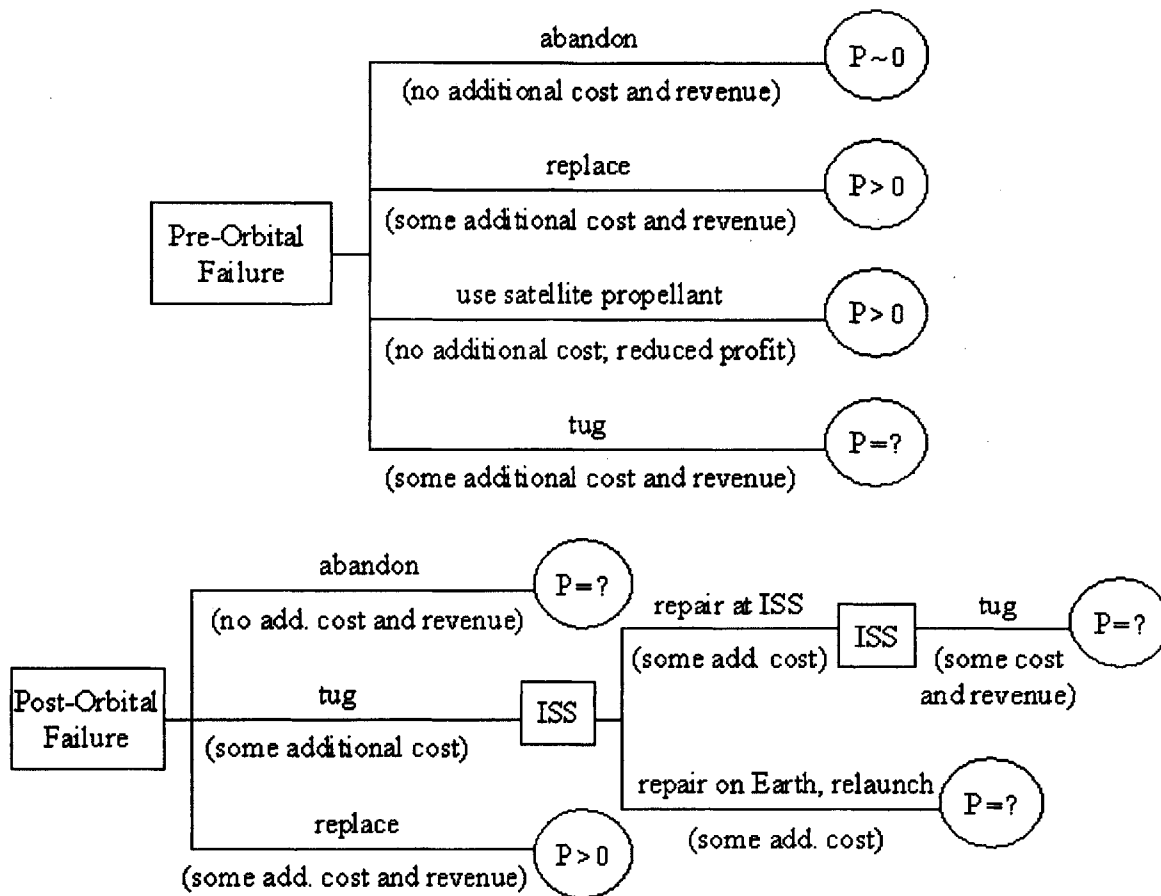 abandon
P~0
(no additional cost and revenue)
replace
P>0
(some additional cost and revenue)
Pre-Orbital
Failure
use satellite propellant
P>0
(no additional cost; reduced profit)
tug
P=?
(some additional cost and revenue)
abandon
P=?
(no add. cost and revenue)
repair at ISS
ISS
tug
P=?
(some add. cost)
(some cost
and revenue)
Post-Orbital
Failure
tug
ISS
(some additional cost)
repair on Earth, relaunch
P=?
(some add. cost)
replace
P>0
(some add. cost and revenue)